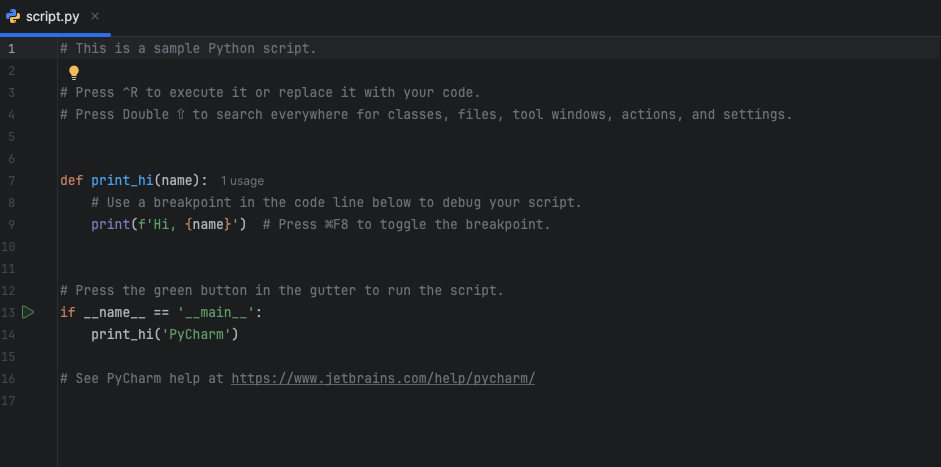 script.py
1 # This is a sample Python script.
2
3 # Press ^R to execute it or replace it with your code.
4 # Press Double ⇧ to search everywhere for classes, files, tool windows, actions, and settings.
5
6
7 def print_hi(name): 1 usage
8     # Use a breakpoint in the code line below to debug your script.
9     print(f'Hi, {name}')  # Press ⌘F8 to toggle the breakpoint.
10
11
12 # Press the green button in the gutter to run the script.
13 if __name__ == '__main__':
14     print_hi('PyCharm')
15
16 # See PyCharm help at https://www.jetbrains.com/help/pycharm/
17